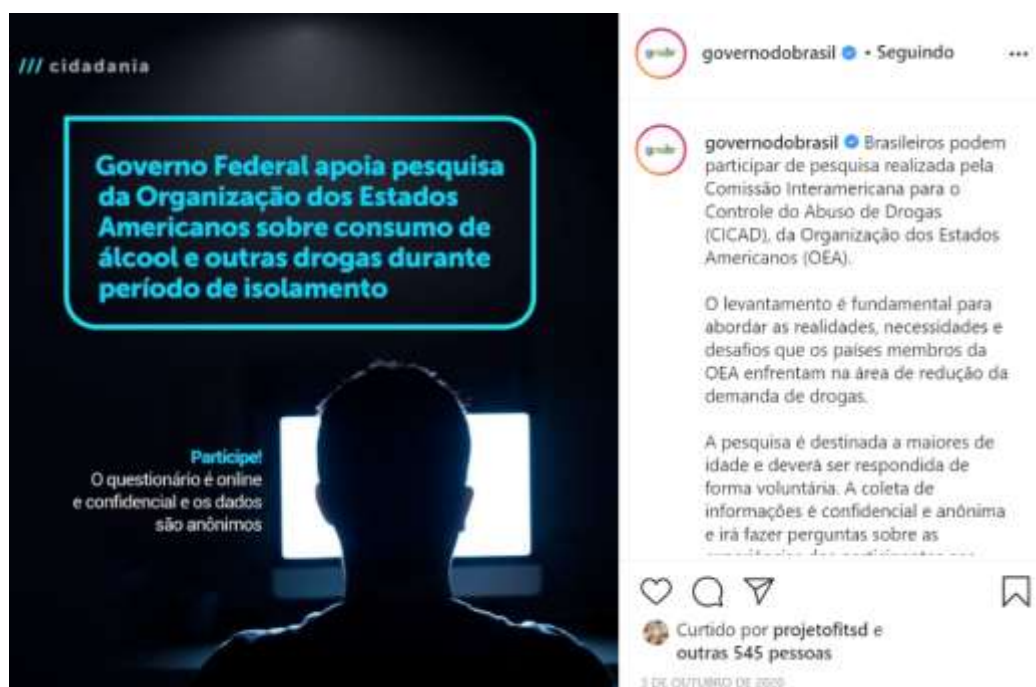 /// cidadania
Governo Federal apoia pesquisa
da Organização dos Estados
Americanos sobre consumo de
álcool e outras drogas durante
período de isolamento
Participe!
O questionário é online
e confidencial e os dados
são anônimos
governodobrasil • Seguindo
governodobrasil Brasileiros podem
participar de pesquisa realizada pela
Comissão Interamericana para o
Controle do Abuso de Drogas
(CICAD), da Organização dos Estados
Americanos (OEA).
O levantamento é fundamental para
abordar as realidades, necessidades e
desafios que os países membros da
OEA enfrentam na área de redução da
demanda de drogas.
A pesquisa é destinada a maiores de
idade e deverá ser respondida de
forma voluntária. A coleta de
informações é confidencial e anônima
e irá fazer perguntas sobre as
Curtido por projetofitsd e
outras 545 pessoas
DE OUTUBRO DE 2020